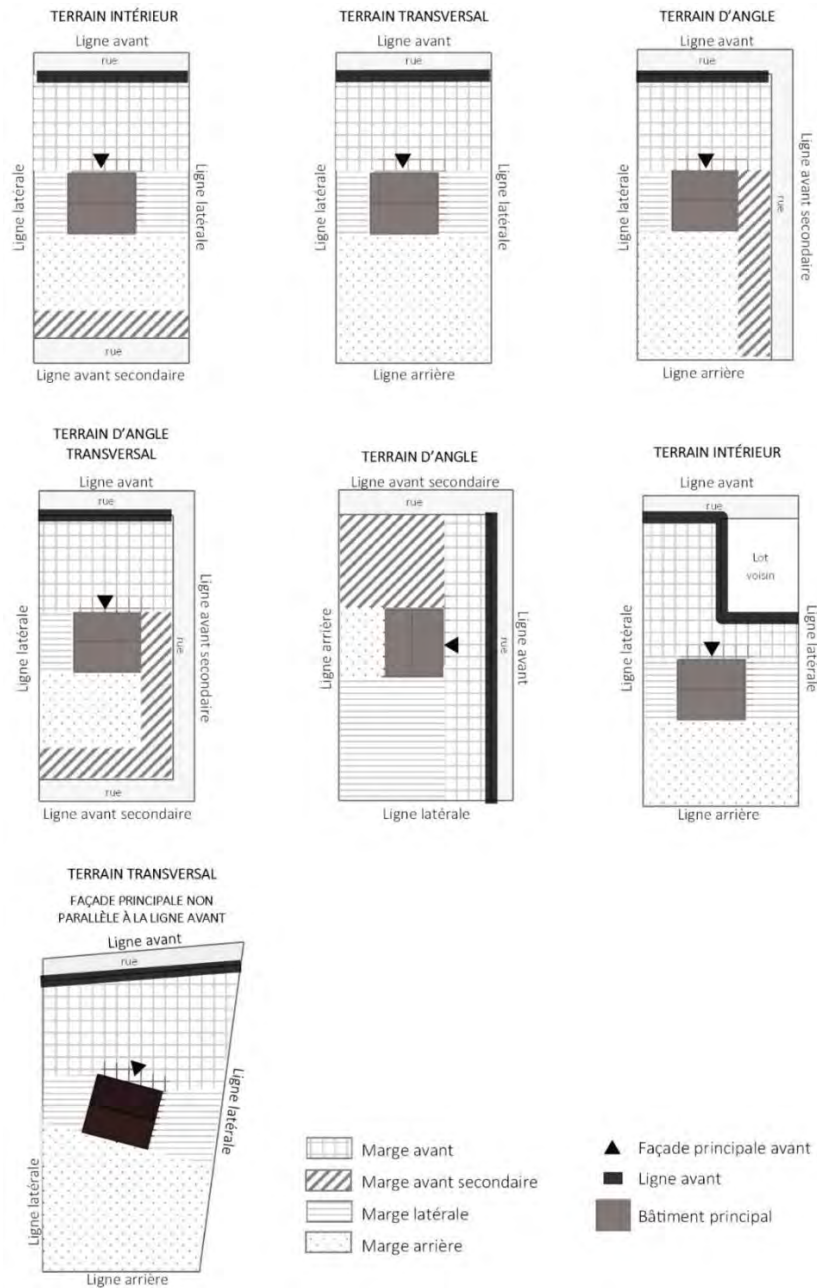 TERRAIN INTÉRIEUR
Ligne avant
rue
Ligne latérale
Ligne latérale
rue
Ligne avant secondaire
TERRAIN TRANSVERSAL
Ligne avant
rue
Ligne latérale
Ligne latérale
Ligne arrière
TERRAIN D'ANGLE
Ligne avant
rue
Ligne latérale
rue
Ligne avant secondaire
Ligne arrière
TERRAIN D'ANGLE
TRANSVERSAL
Ligne avant
rue
Ligne latérale
rue
Ligne avant secondaire
rue
Ligne avant secondaire
TERRAIN D'ANGLE
Ligne avant secondaire
rue
Ligne arrière
rue
Ligne avant
Ligne latérale
TERRAIN INTÉRIEUR
Ligne avant
rue
Lot
voisin
Ligne latérale
Ligne latérale
Ligne arrière
TERRAIN TRANSVERSAL
FAÇADE PRINCIPALE NON
PARALLÈLE À LA LIGNE AVANT
Ligne avant
rue
Ligne latérale
Ligne latérale
Ligne arrière
Marge avant
Marge avant secondaire
Marge latérale
Marge arrière
Façade principale avant
Ligne avant
Bâtiment principal